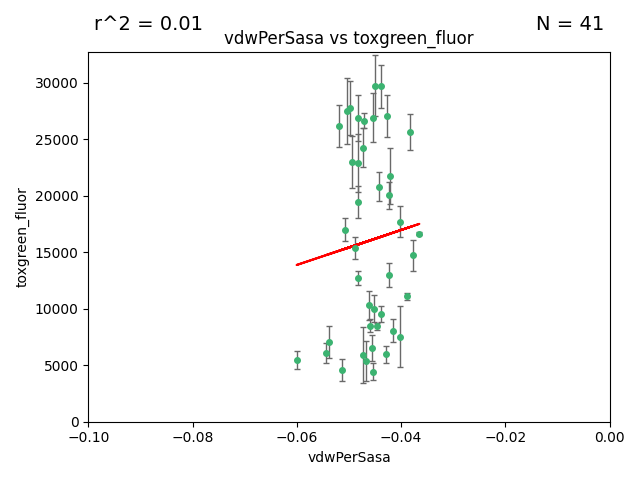 r^2 = 0.01
N = 41
vdwPerSasa vs toxgreen_fluor
toxgreen_fluor
30000
25000
20000
15000
10000
5000
0
−0.10
−0.08
−0.06
−0.04
−0.02
0.00
vdwPerSasa